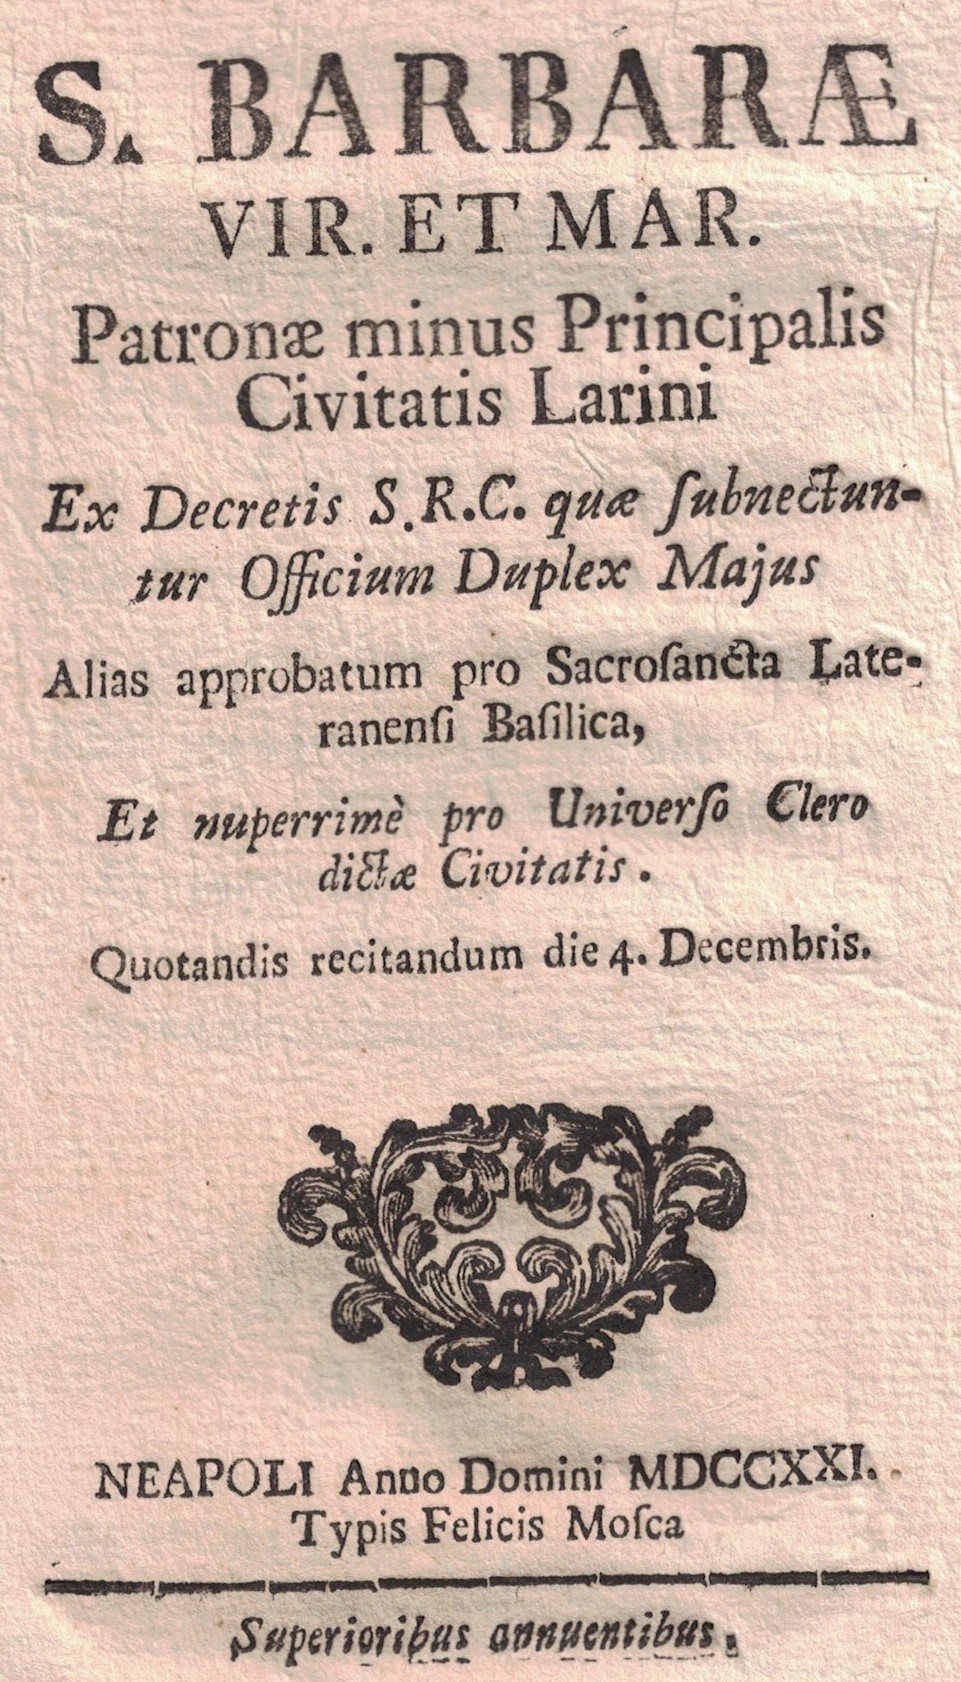 S. BARBARÆ
VIR. ET MAR.
Patronæ minus Principalis
Civitatis Larini
Ex Decretis S.R.C. quæ ſubnectun-
tur Officium Duplex Majus
Alias approbatum pro Sacroſancta Late-
ranenſi Baſilica,
Et nuperrimè pro Univerſo Clero
dictæ Civitatis.
Quotandis recitandum die 4. Decembris.
NEAPOLI Anno Domini MDCCXXI.
Typis Felicis Moſca
Superioribus annuentibus.